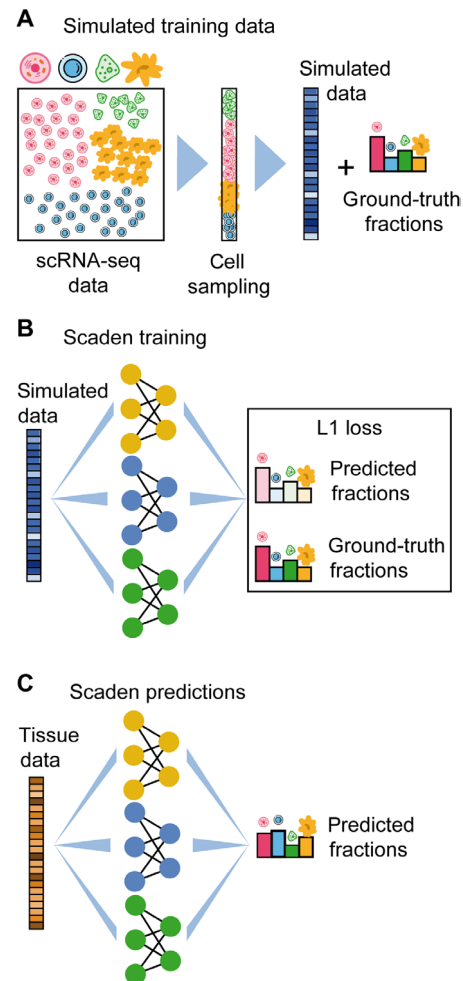 A
Simulated training data
scRNA-seq
data
Cell
sampling
Simulated
data
+
Ground-truth
fractions
B
Scaden training
Simulated
data
L1 loss
Predicted
fractions
Ground-truth
fractions
C
Scaden predictions
Tissue
data
Predicted
fractions